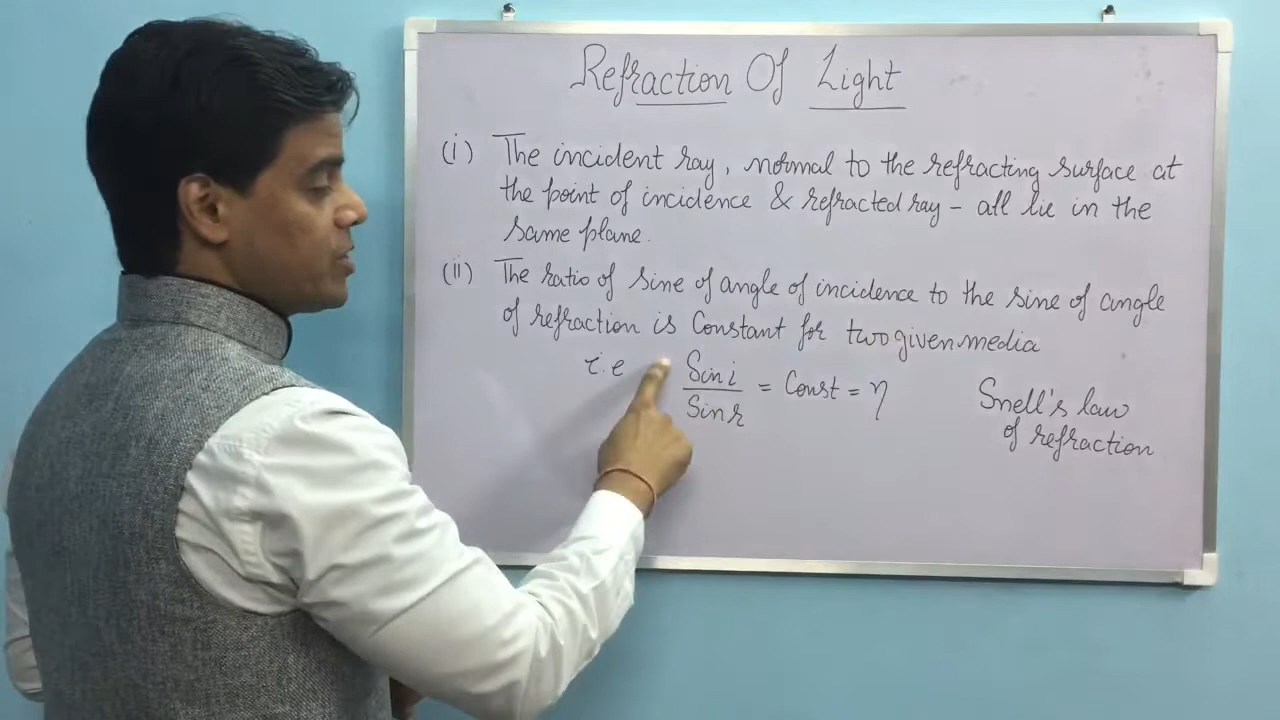 Refraction Of Light
(i) The incident ray, normal to the refracting surface at
the point of incidence & refracted ray - all lie in the
same plane.
(ii) The ratio of sine of angle of incidence to the sine of angle
of refraction is Constant for two given media
i.e Sin i / Sin r = Const = η
Snell's law
of refraction